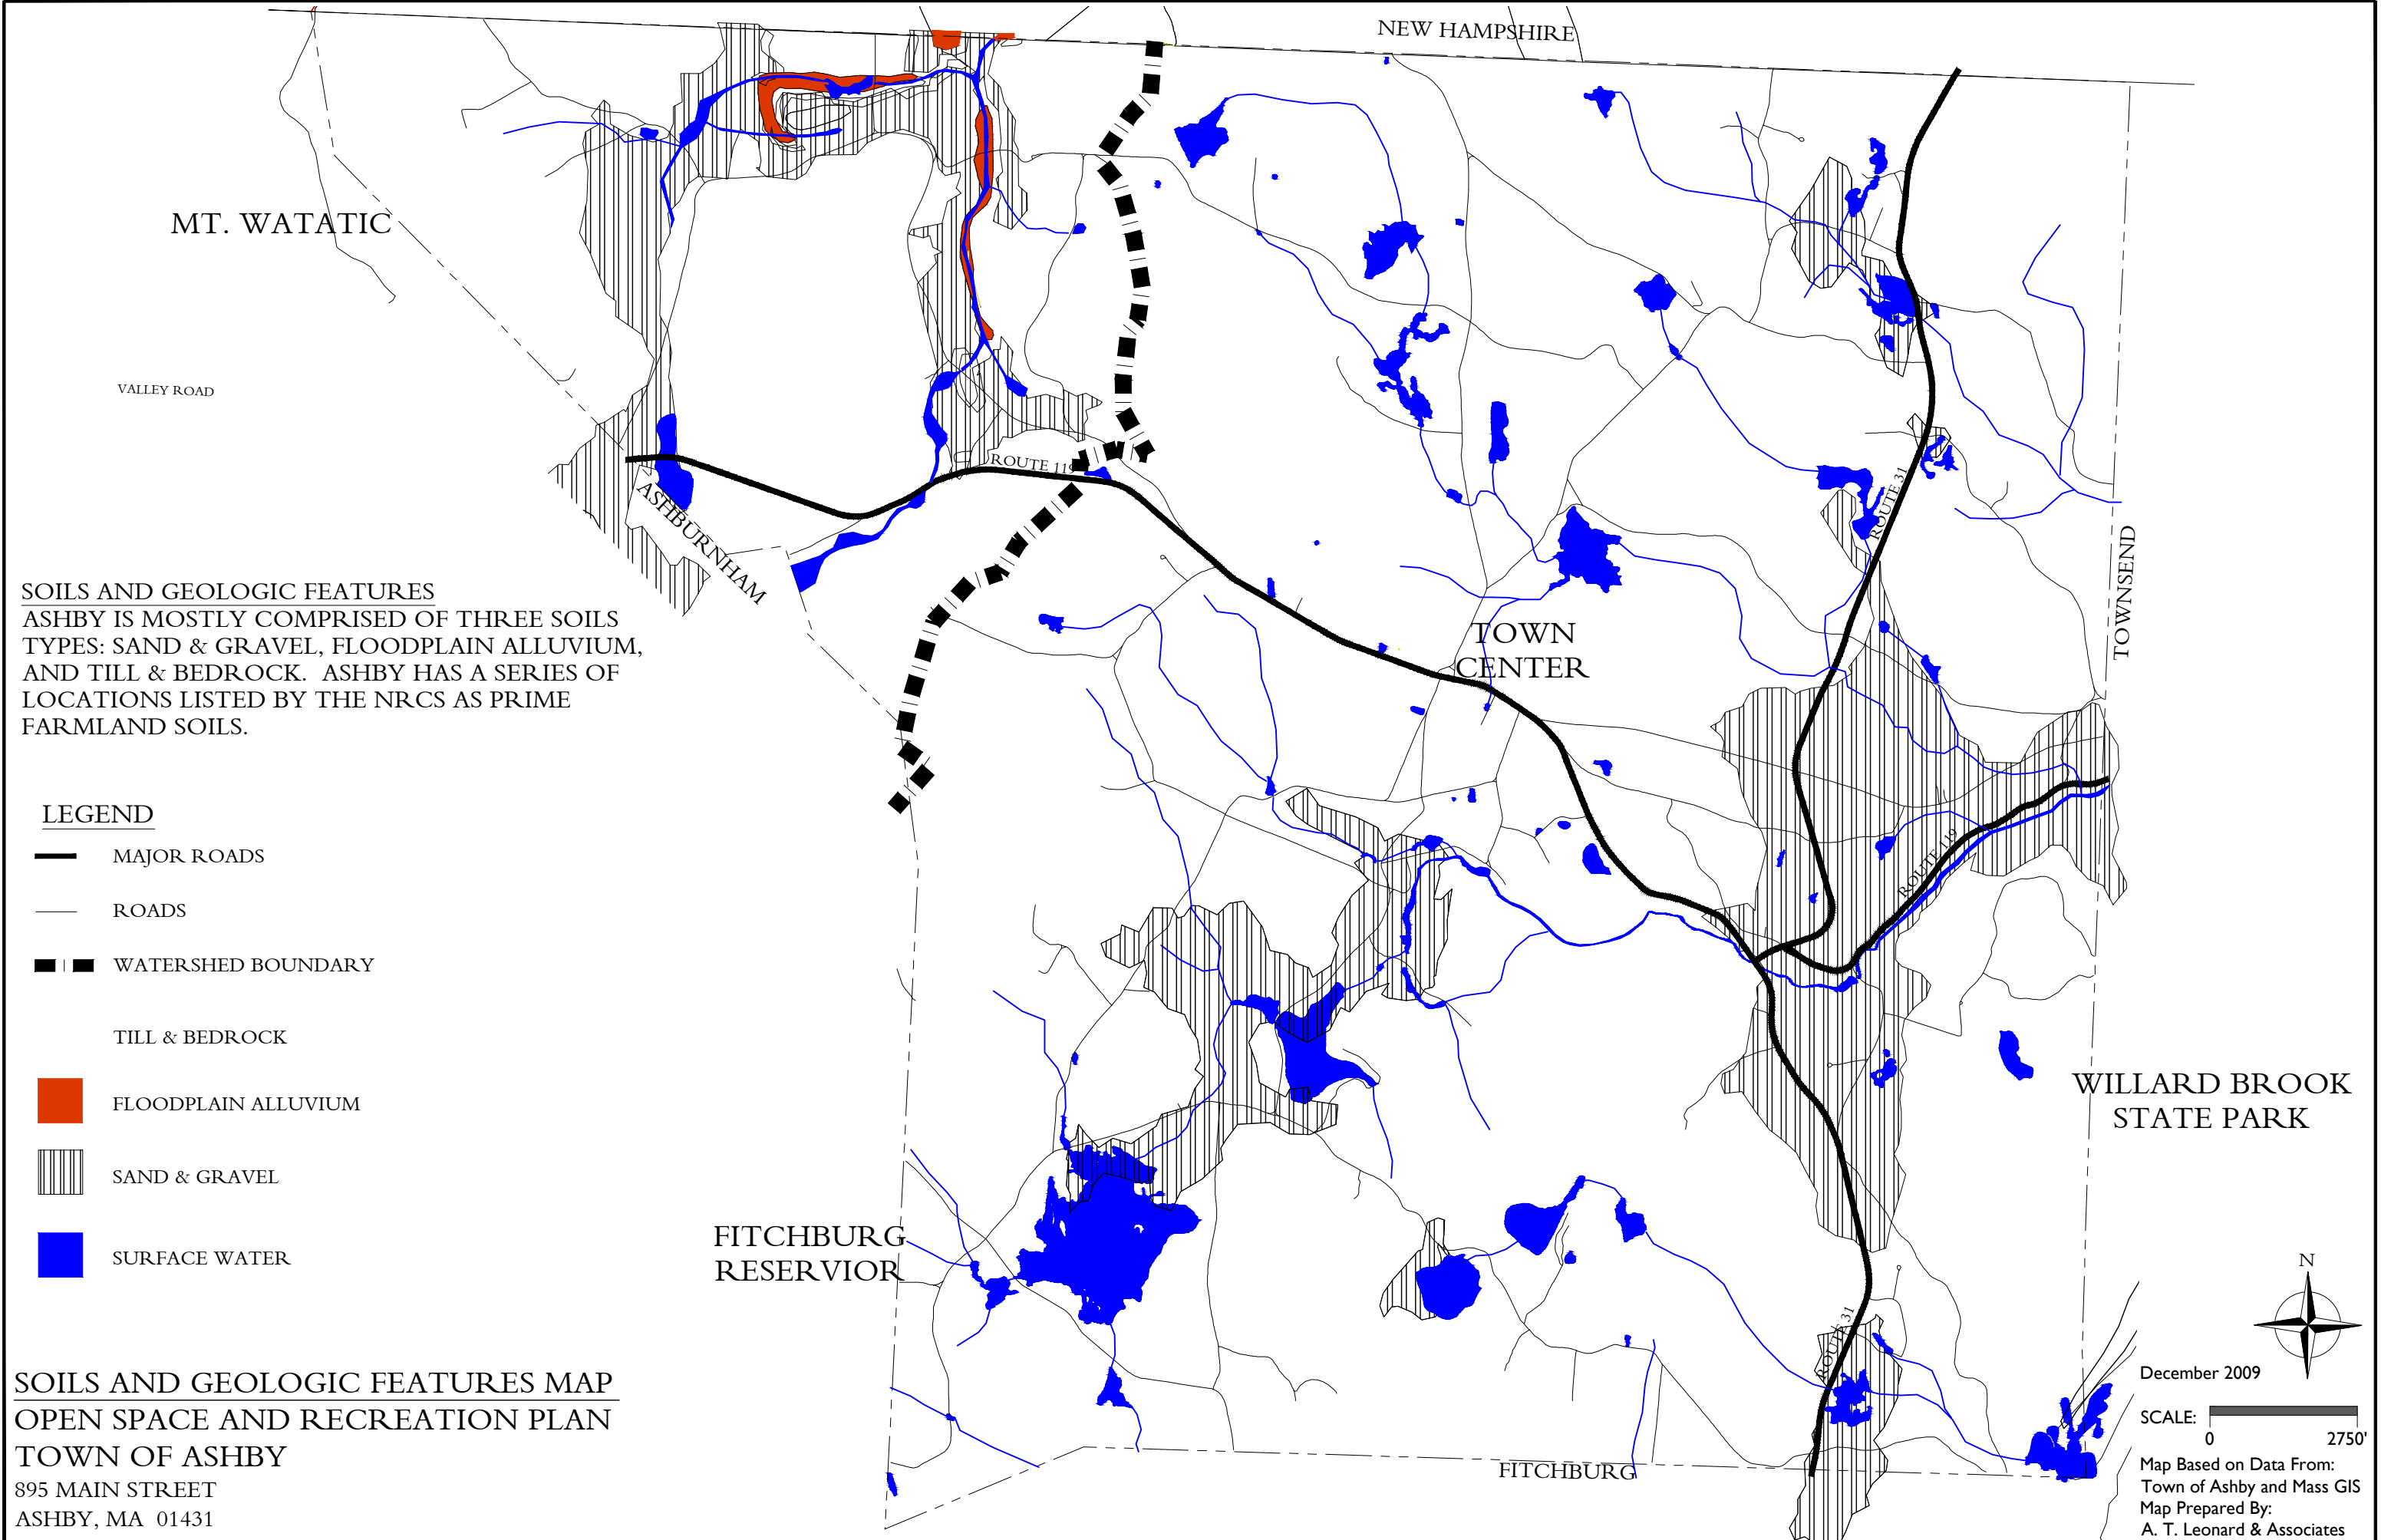 NEW HAMPSHIRE
MT. WATATIC
VALLEY ROAD
ROUTE 119
ROUTE 31
ASHBURNHAM
TOWNSEND
SOILS AND GEOLOGIC FEATURES
ASHBY IS MOSTLY COMPRISED OF THREE SOILS
TYPES: SAND & GRAVEL, FLOODPLAIN ALLUVIUM,
AND TILL & BEDROCK. ASHBY HAS A SERIES OF
LOCATIONS LISTED BY THE NRCS AS PRIME
FARMLAND SOILS.
TOWN
CENTER
LEGEND
MAJOR ROADS
ROADS
WATERSHED BOUNDARY
TILL & BEDROCK
FLOODPLAIN ALLUVIUM
SAND & GRAVEL
SURFACE WATER
ROUTE 119
WILLARD BROOK
STATE PARK
FITCHBURG
RESERVIOR
ROUTE 31
FITCHBURG
SOILS AND GEOLOGIC FEATURES MAP
OPEN SPACE AND RECREATION PLAN
TOWN OF ASHBY
895 MAIN STREET
ASHBY, MA 01431
N
December 2009
SCALE:
0 2750'
Map Based on Data From:
Town of Ashby and Mass GIS
Map Prepared By:
A. T. Leonard & Associates